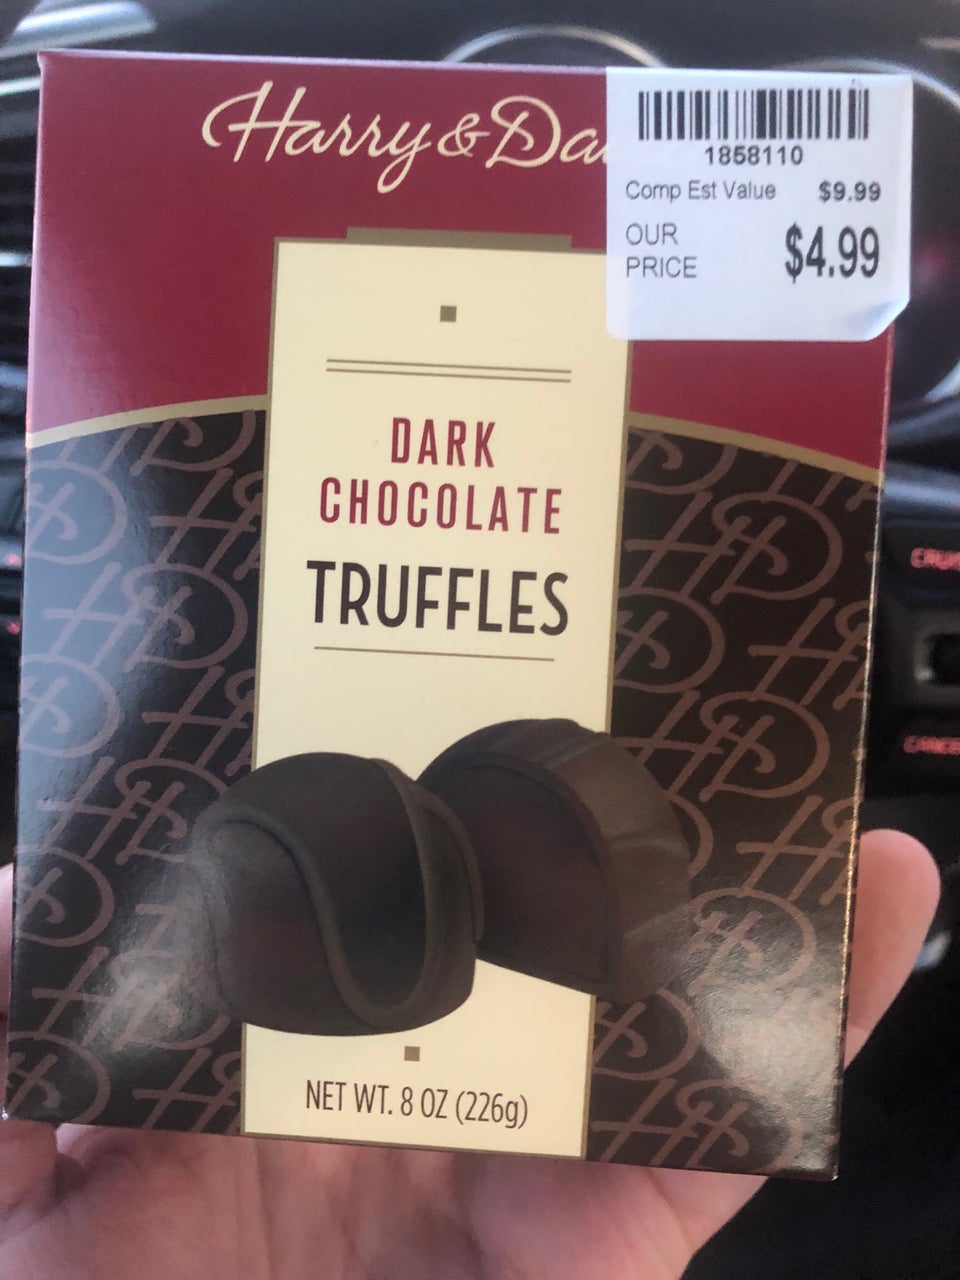 Harry & Da
1858110
Comp Est Value $9.99
OUR
PRICE $4.99
DARK
CHOCOLATE
TRUFFLES
NET WT. 8 OZ (226g)